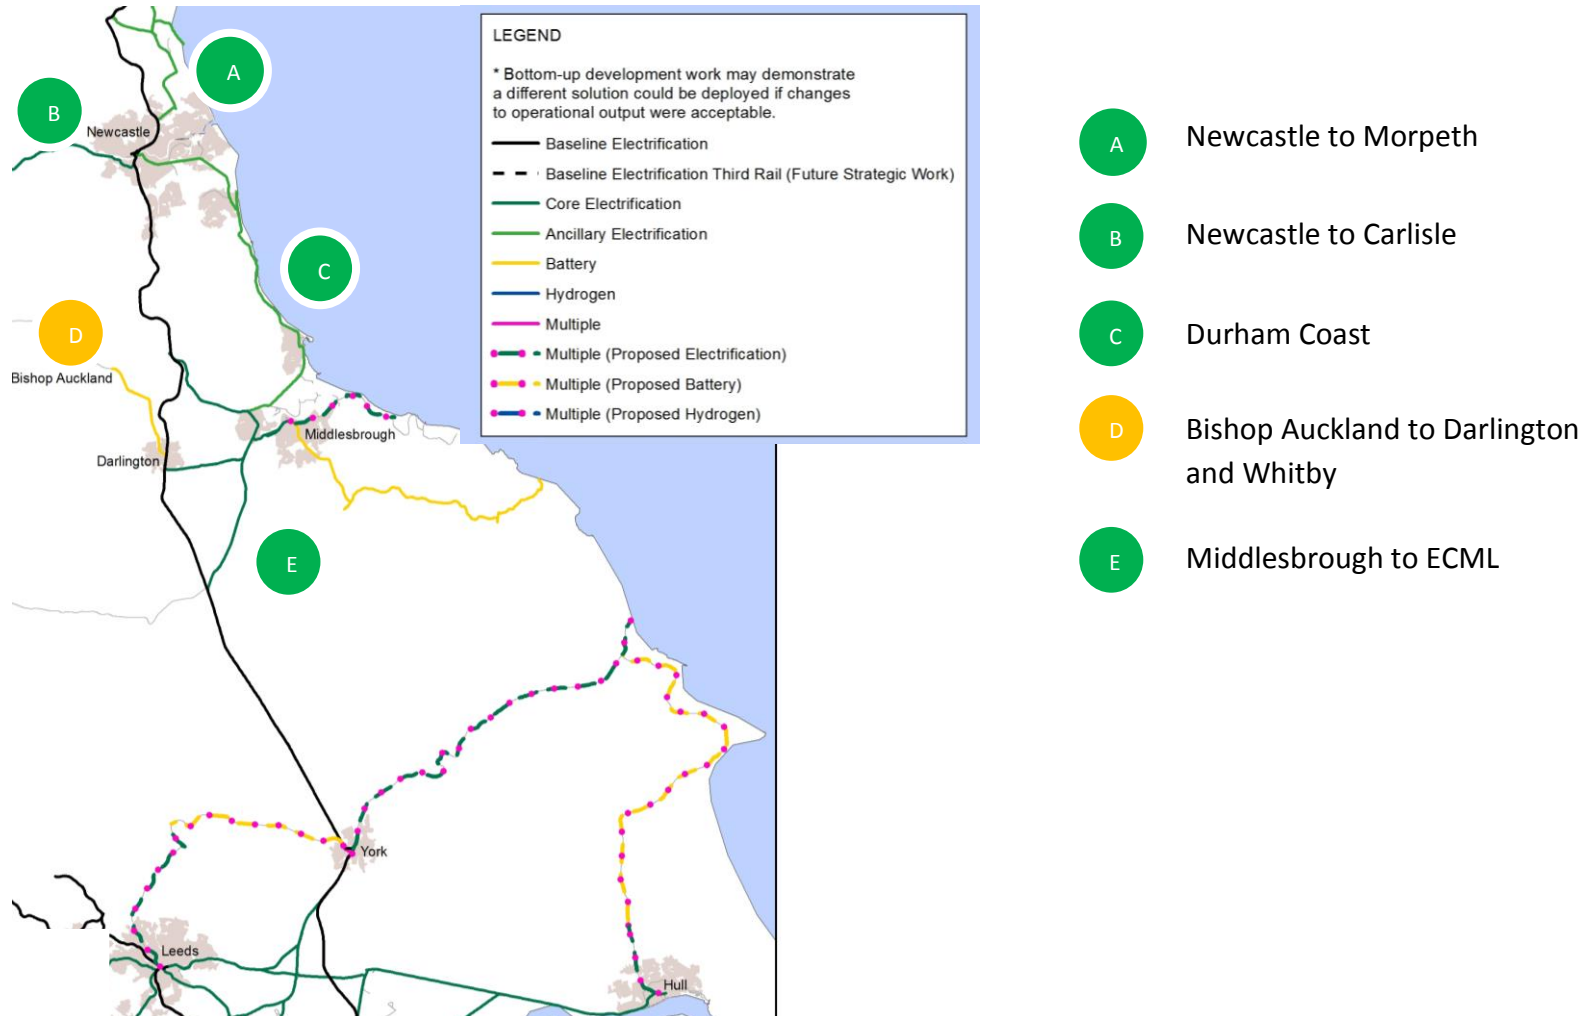 A
B
Newcastle
C
D
Bishop Auckland
Middlesbrough
Darlington
E
York
Leeds
Hull
LEGEND
* Bottom-up development work may demonstrate
a different solution could be deployed if changes
to operational output were acceptable.
Baseline Electrification
Baseline Electrification Third Rail (Future Strategic Work)
Core Electrification
Ancillary Electrification
Battery
Hydrogen
Multiple
Multiple (Proposed Electrification)
Multiple (Proposed Battery)
Multiple (Proposed Hydrogen)
A Newcastle to Morpeth
B Newcastle to Carlisle
C Durham Coast
D Bishop Auckland to Darlington
and Whitby
E Middlesbrough to ECML